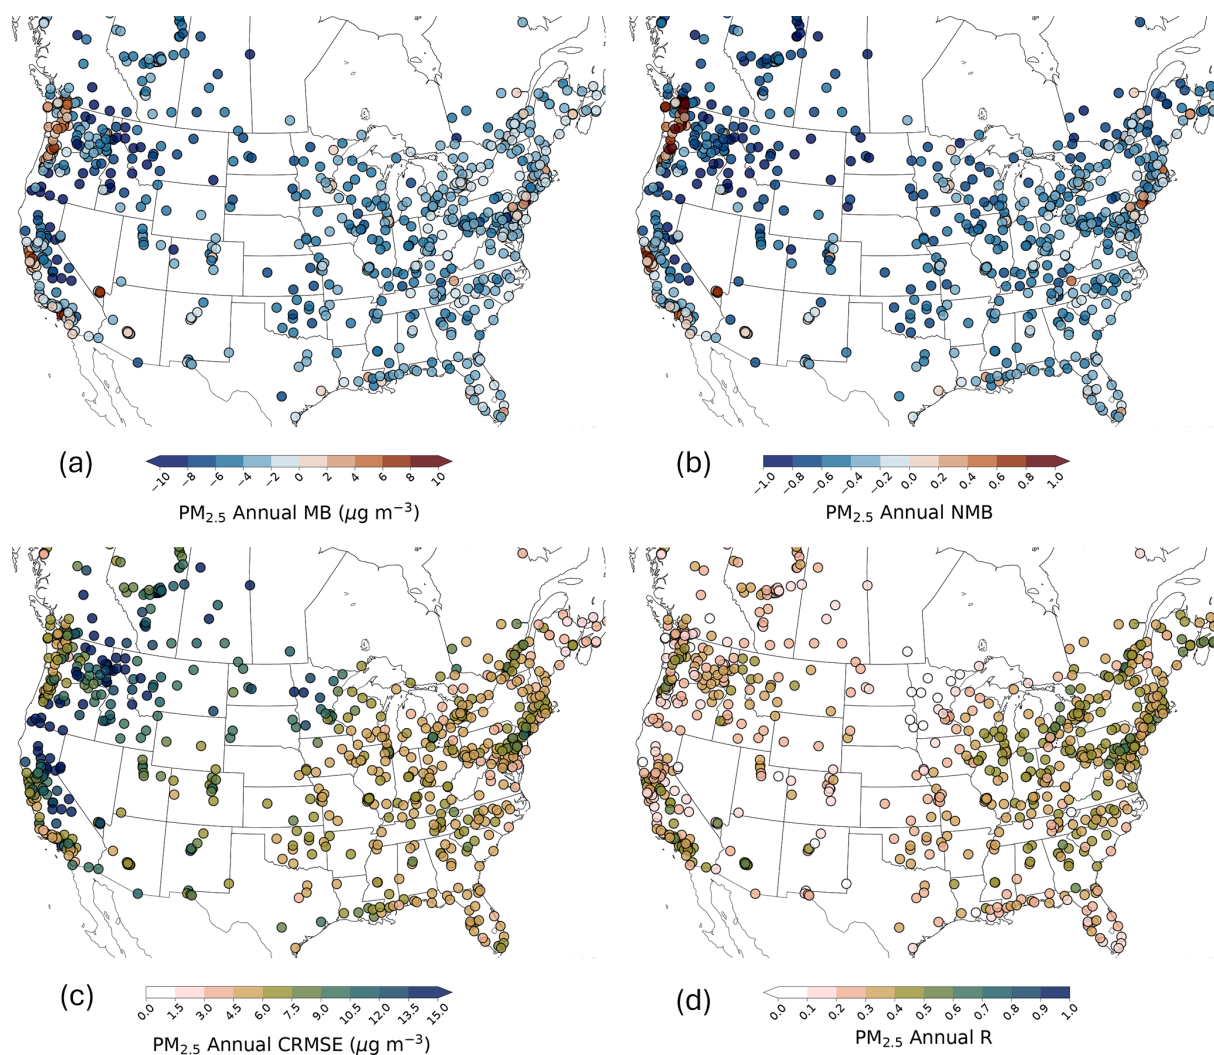 (a)
−10 −8 −6 −4 −2 0 2 4 6 8 10
PM2.5 Annual MB (μg m−3)
(b)
−1.0 −0.8 −0.6 −0.4 −0.2 0.0 0.2 0.4 0.6 0.8 1.0
PM2.5 Annual NMB
(c)
0.0 1.5 3.0 4.5 6.0 7.5 9.0 10.5 12.0 13.5 15.0
PM2.5 Annual CRMSE (μg m−3)
(d)
0.0 0.1 0.2 0.3 0.4 0.5 0.6 0.7 0.8 0.9 1.0
PM2.5 Annual R